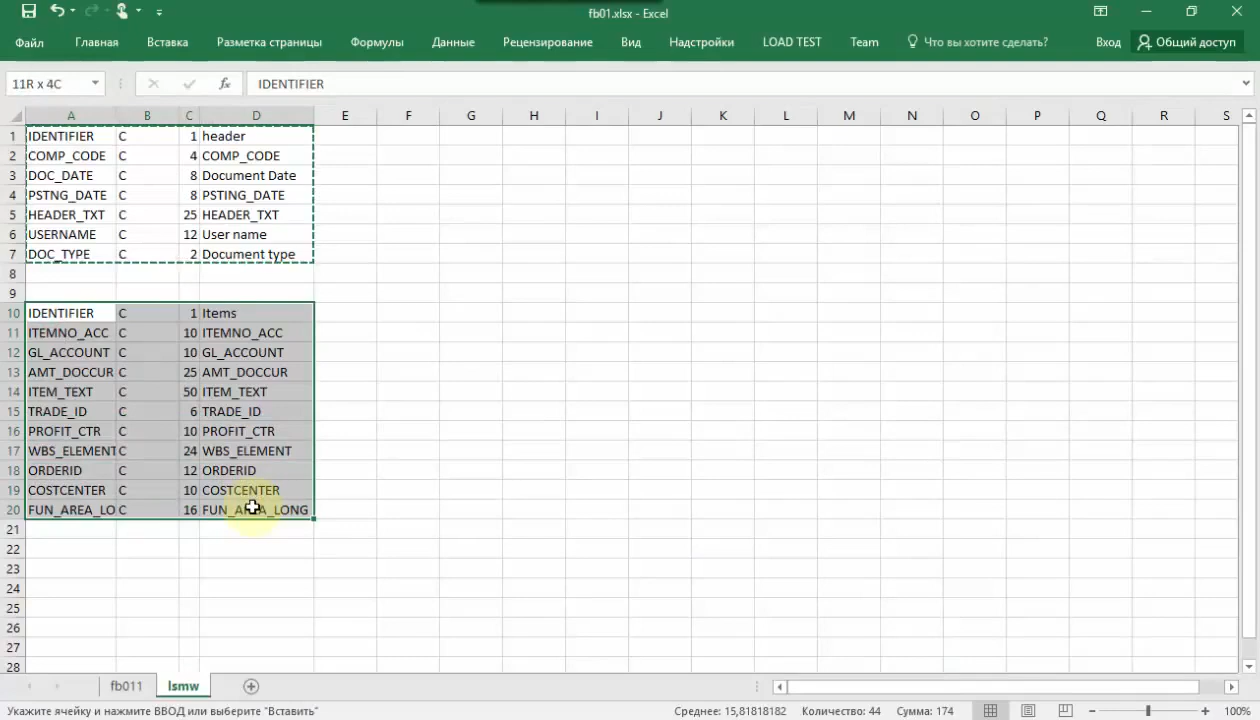 fb01.xlsx - Excel
Файл Главная Вставка Разметка страницы Формулы Данные Рецензирование Вид Надстройки LOAD TEST Team Что вы хотите сделать? Вход Общий доступ
11R x 4C fx IDENTIFIER
A B C D E F G H I J K L M N O P Q R S
1 IDENTIFIER C 1 header
2 COMP_CODE C 4 COMP_CODE
3 DOC_DATE C 8 Document Date
4 PSTNG_DATE C 8 PSTING_DATE
5 HEADER_TXT C 25 HEADER_TXT
6 USERNAME C 12 User name
7 DOC_TYPE C 2 Document type
8
9
10 IDENTIFIER C 1 Items
11 ITEMNO_ACC C 10 ITEMNO_ACC
12 GL_ACCOUNT C 10 GL_ACCOUNT
13 AMT_DOCCUR C 25 AMT_DOCCUR
14 ITEM_TEXT C 50 ITEM_TEXT
15 TRADE_ID C 6 TRADE_ID
16 PROFIT_CTR C 10 PROFIT_CTR
17 WBS_ELEMENT C 24 WBS_ELEMENT
18 ORDERID C 12 ORDERID
19 COSTCENTER C 10 COSTCENTER
20 FUN_AREA_LO C 16 FUN_AREA_LONG
21
22
23
24
25
26
27
28
fb011 lsmw
Укажите ячейку и нажмите ВВОД или выберите "Вставить" Среднее: 15,81818182 Количество: 44 Сумма: 174 100%